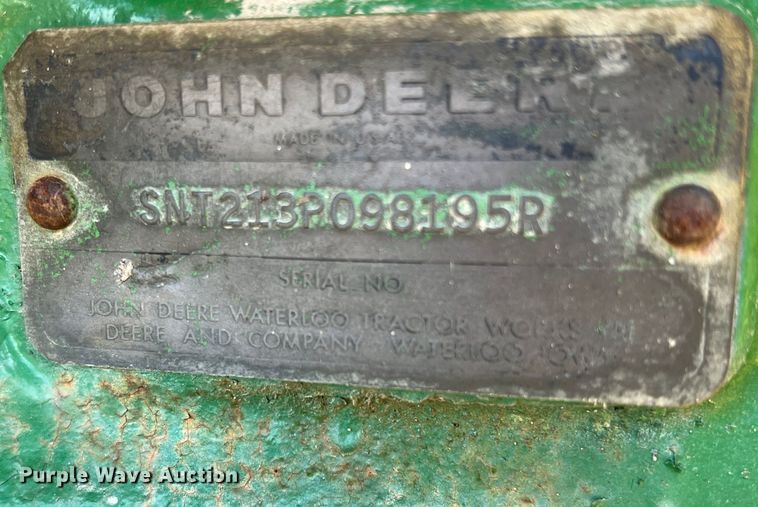 JOHN DEERE
MADE IN U.S.A.
SNT213P098195R
SERIAL NO.
JOHN DEERE WATERLOO TRACTOR WORKS
DEERE AND COMPANY WATERLOO IOWA
Purple Wave Auction